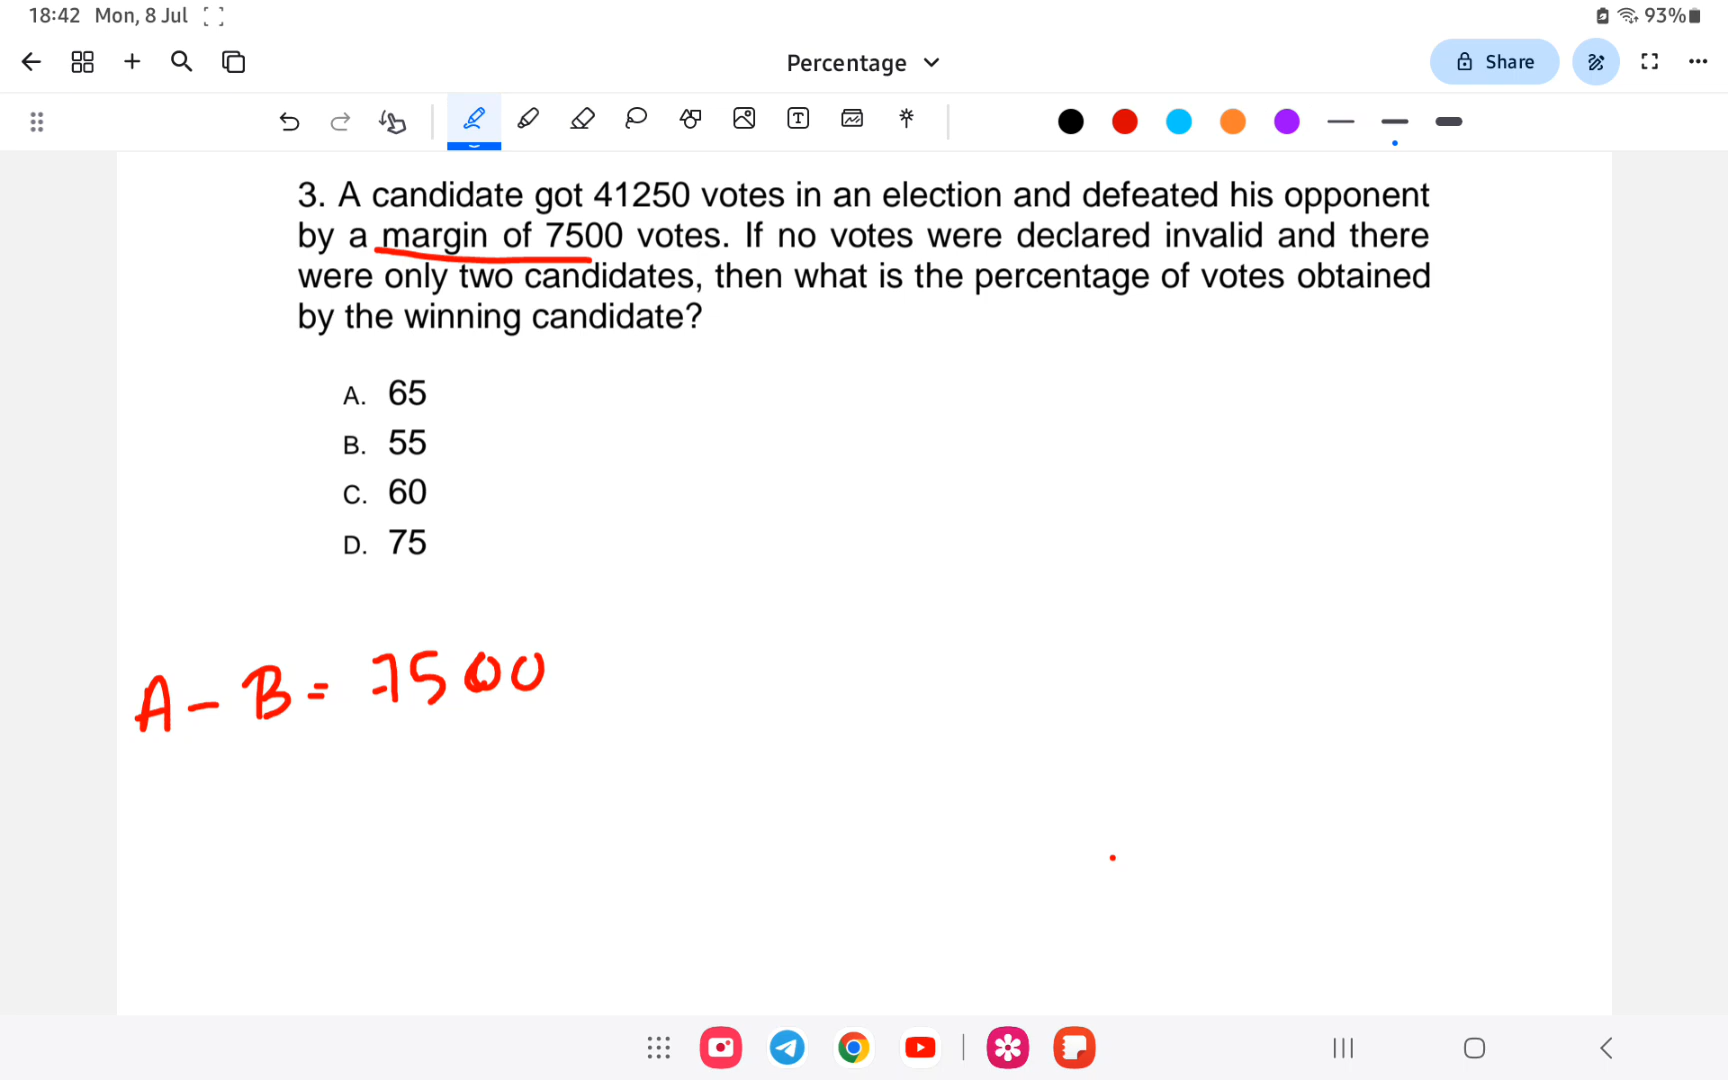 18:42 Mon, 8 Jul 93%
Percentage Share
3. A candidate got 41250 votes in an election and defeated his opponent
by a margin of 7500 votes. If no votes were declared invalid and there
were only two candidates, then what is the percentage of votes obtained
by the winning candidate?
A. 65
B. 55
C. 60
D. 75
A - B = 7500